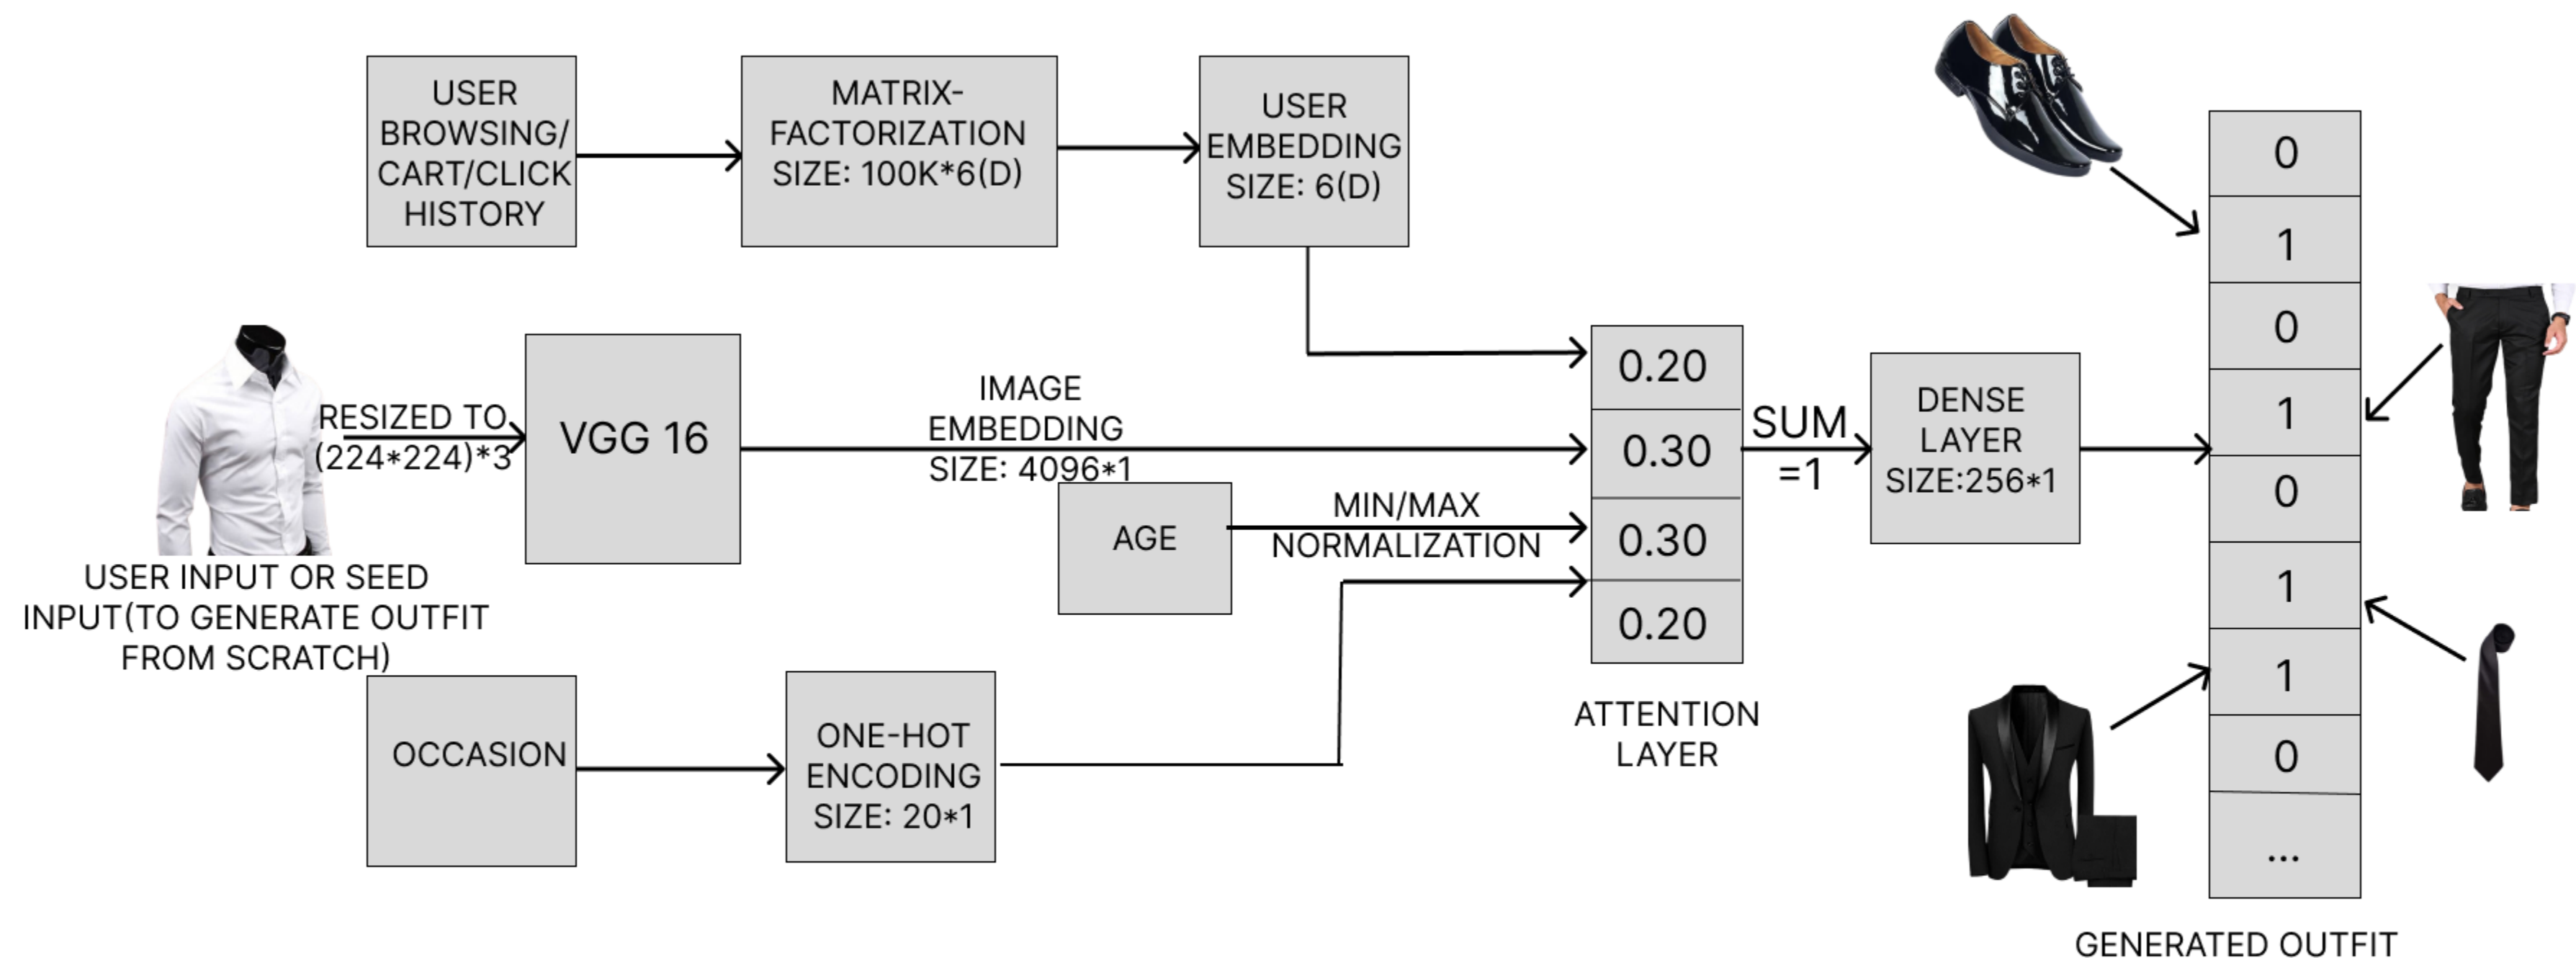 USER
BROWSING/
CART/CLICK
HISTORY
MATRIX-
FACTORIZATION
SIZE: 100K*6(D)
USER
EMBEDDING
SIZE: 6(D)
RESIZED TO
(224*224)*3
VGG 16
IMAGE
EMBEDDING
SIZE: 4096*1
AGE
MIN/MAX
NORMALIZATION
USER INPUT OR SEED
INPUT(TO GENERATE OUTFIT
FROM SCRATCH)
OCCASION
ONE-HOT
ENCODING
SIZE: 20*1
0.20
0.30
0.30
0.20
ATTENTION
LAYER
SUM
=1
DENSE
LAYER
SIZE:256*1
0
1
0
1
0
1
1
0
...
GENERATED OUTFIT